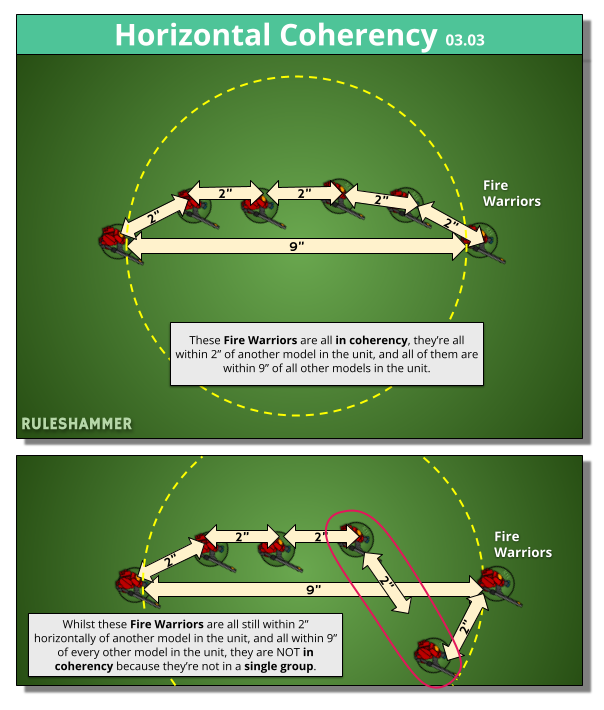 Horizontal Coherency 03.03
Fire
Warriors
2”
2”
2”
2”
2”
9”
These Fire Warriors are all in coherency, they’re all
within 2” of another model in the unit, and all of them are
within 9” of all other models in the unit.
RULESHAMMER
Fire
Warriors
2”
2”
2”
2”
9”
2”
Whilst these Fire Warriors are all still within 2”
horizontally of another model in the unit, and all within 9”
of every other model in the unit, they are NOT in
coherency because they’re not in a single group.